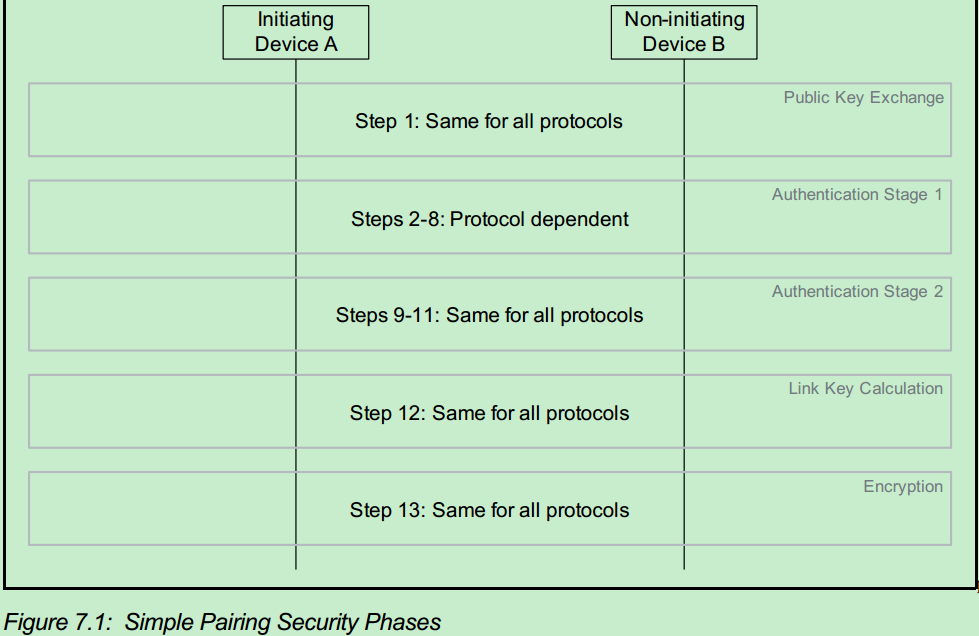 Initiating
Device A
Non-initiating
Device B
Public Key Exchange
Step 1: Same for all protocols
Authentication Stage 1
Steps 2-8: Protocol dependent
Authentication Stage 2
Steps 9-11: Same for all protocols
Link Key Calculation
Step 12: Same for all protocols
Encryption
Step 13: Same for all protocols
Figure 7.1: Simple Pairing Security Phases